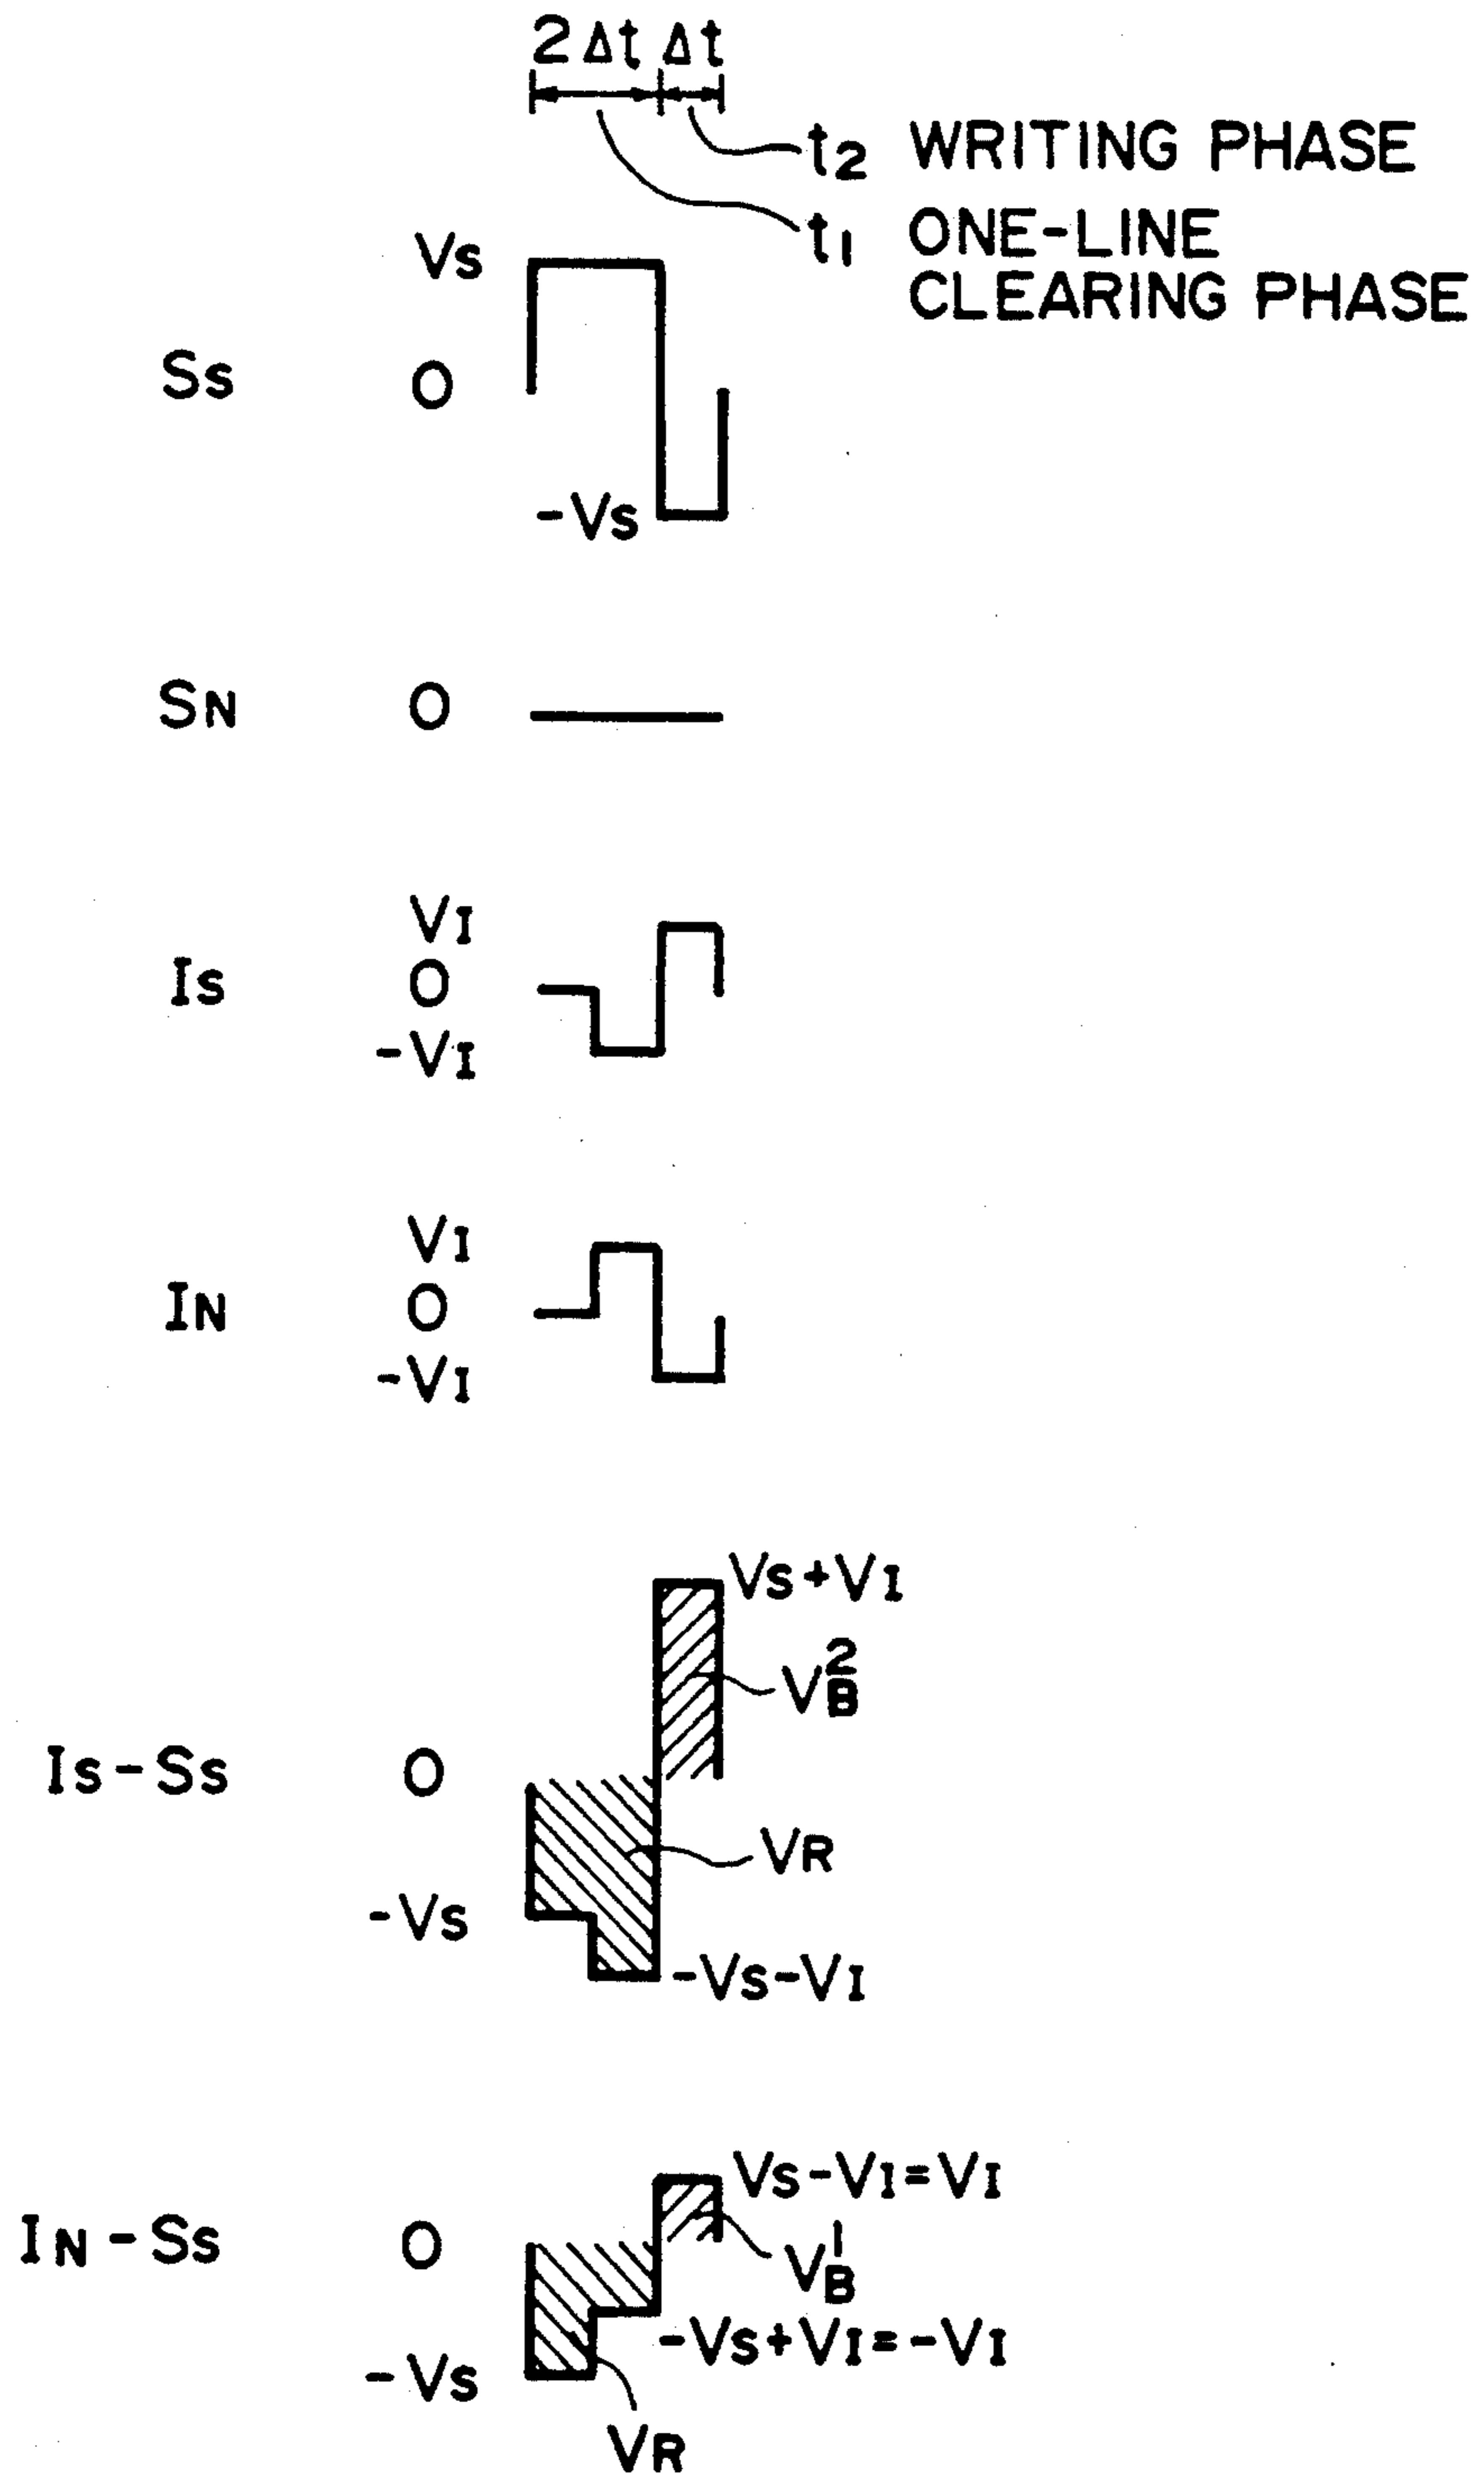 2Δt Δt
t2 WRITING PHASE
t1 ONE-LINE
CLEARING PHASE
Vs
Ss 0
-Vs
SN 0
VI
Is 0
-VI
VI
IN 0
-VI
Vs+VI
VB2
Is-Ss 0
VR
-Vs
-Vs-VI
Vs-VI=VI
IN-Ss 0
VB1
-Vs+VI=-VI
-Vs
VR